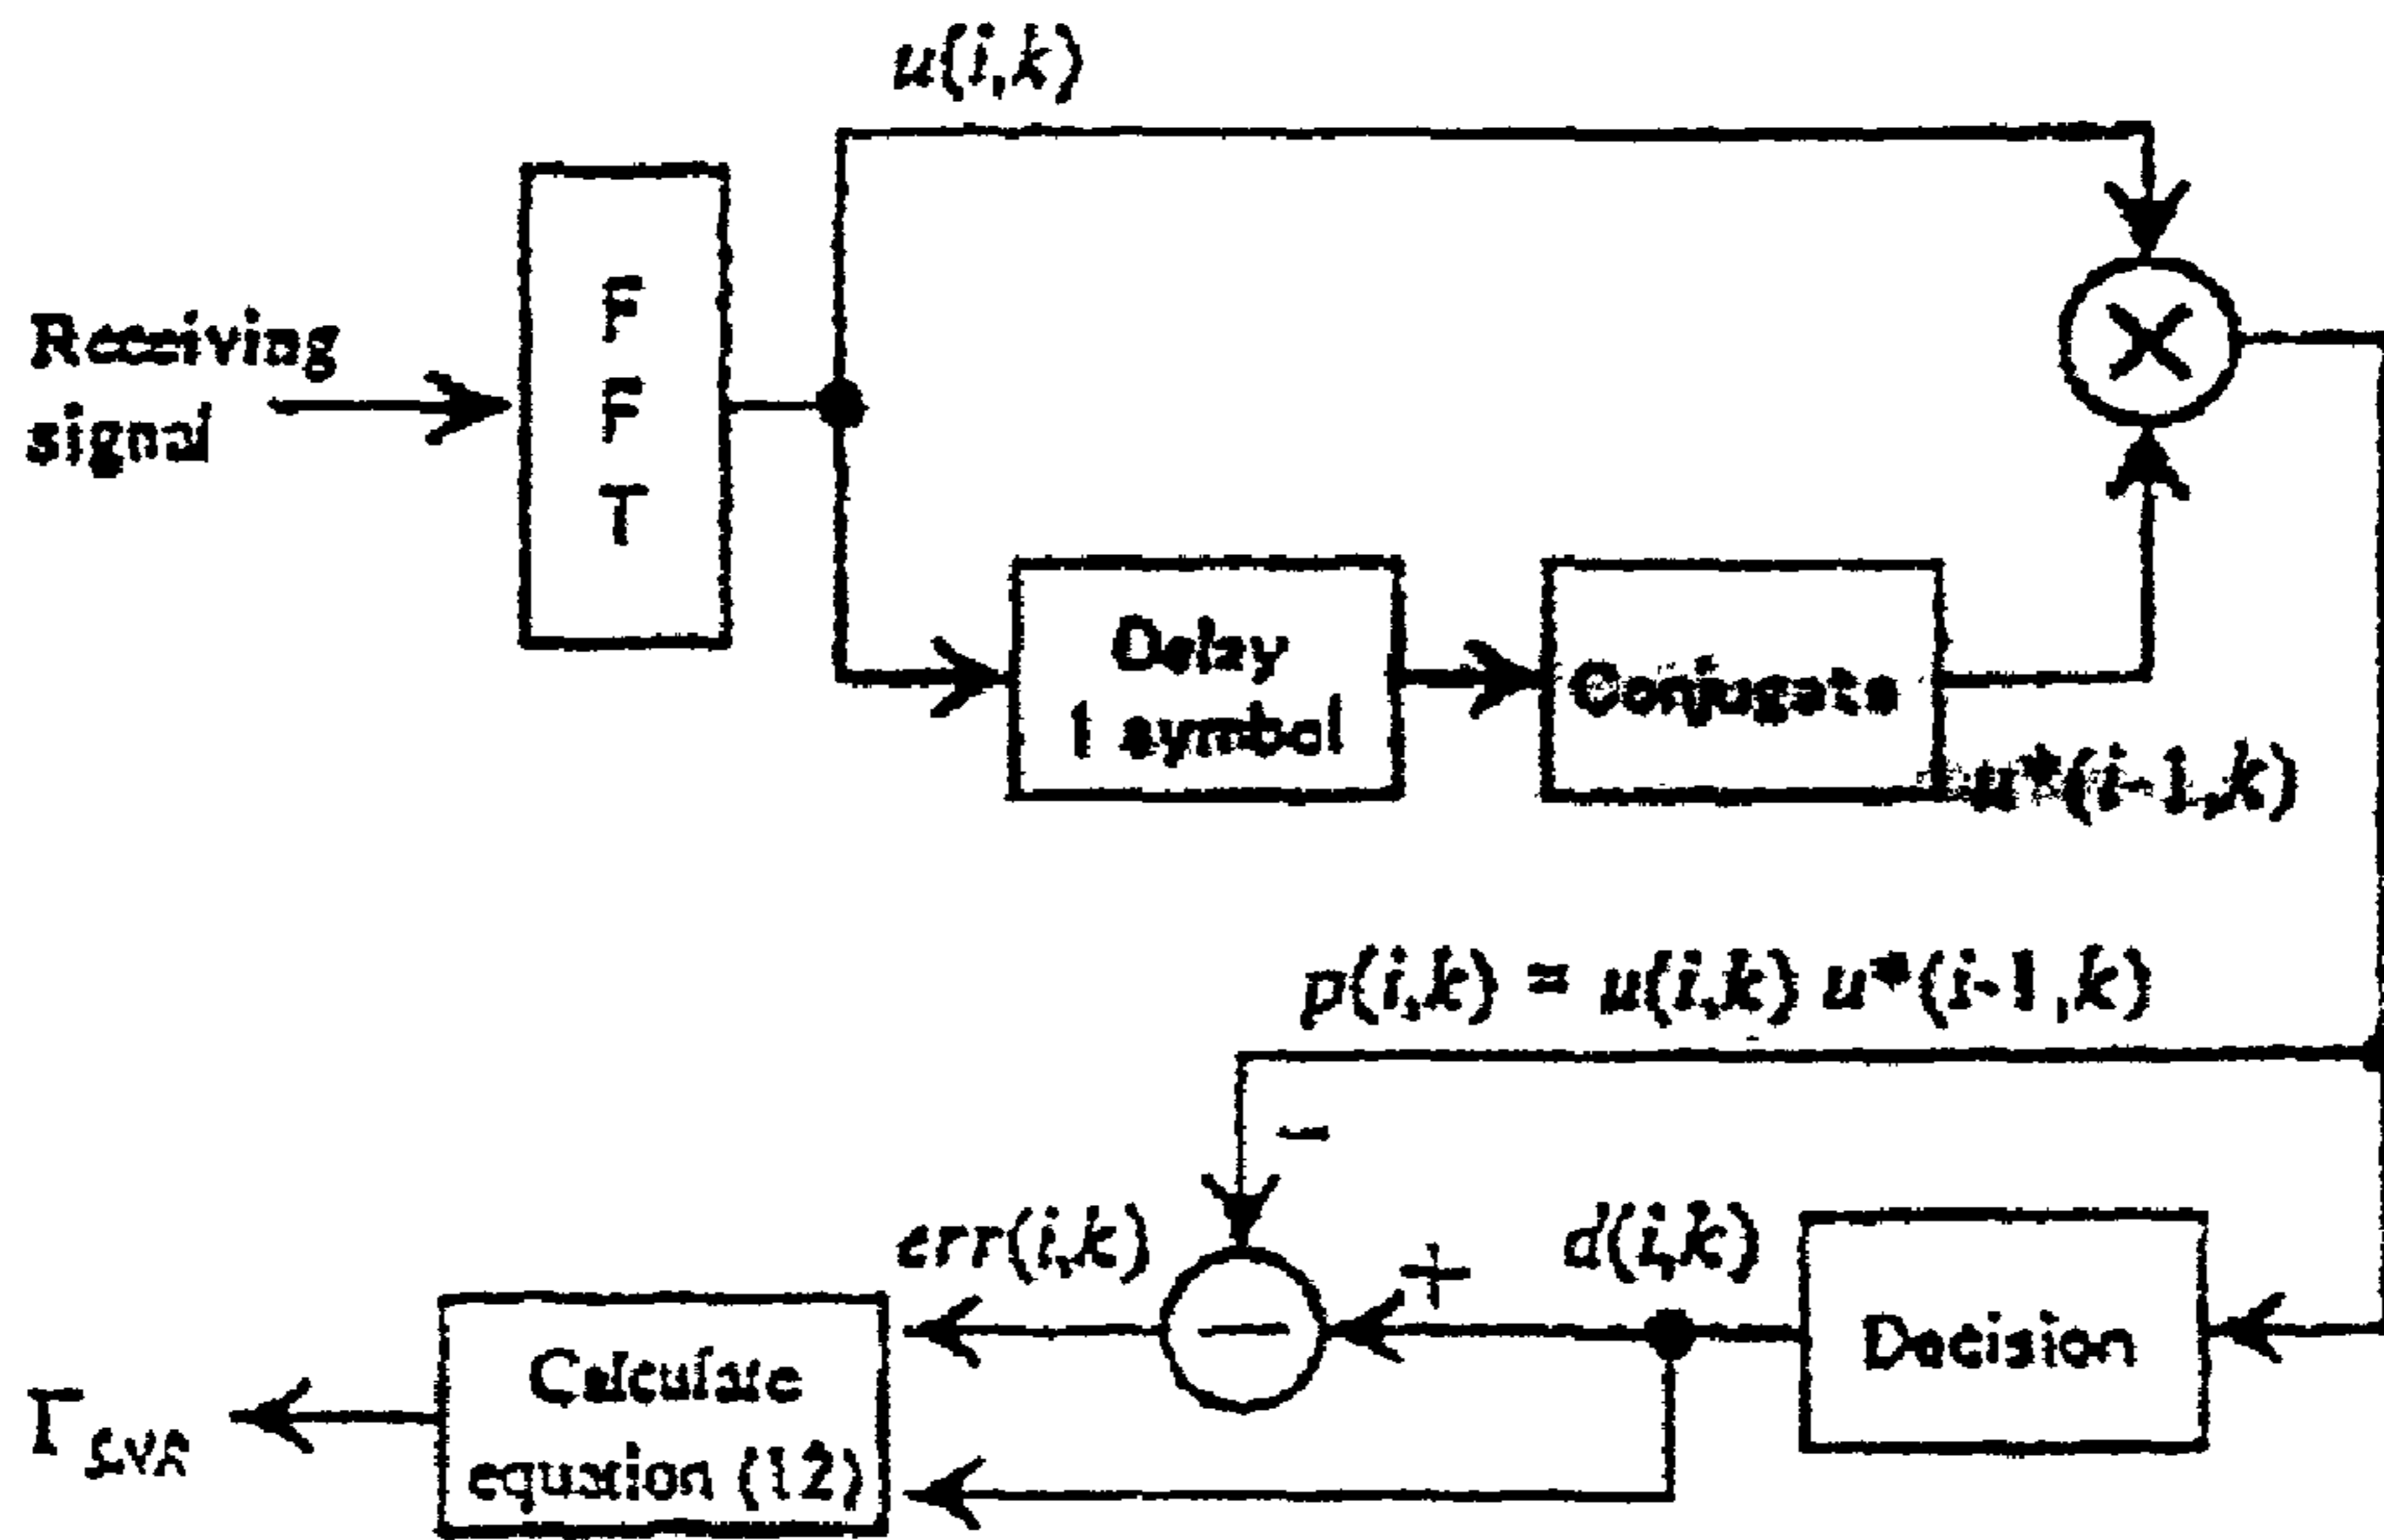 u(i,k)
F
F
T
Receiving
signal
Delay
1 symbol
Conjugate
u*(i-1,k)
p(i,k) = u(i,k) u*(i-1,k)
−
err(i,k)
+
d(i,k)
−
Decision
Calculate
equation (12)
Γ